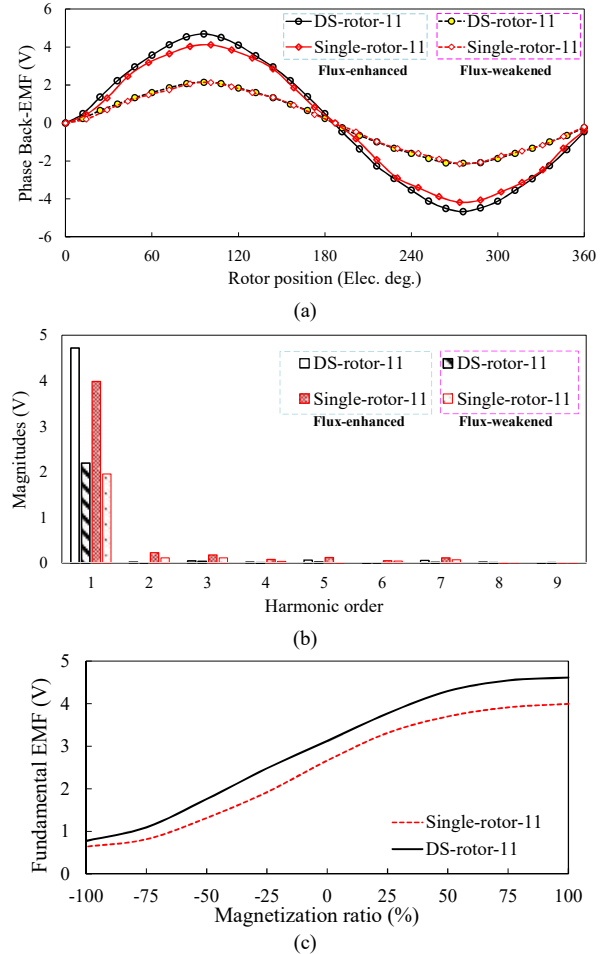 6
4
2
0
-2
-4
-6
Phase Back-EMF (V)
DS-rotor-11
Single-rotor-11
Flux-enhanced
DS-rotor-11
Single-rotor-11
Flux-weakened
0 60 120 180 240 300 360
Rotor position (Elec. deg.)
(a)
5
4
3
2
1
0
Magnitudes (V)
DS-rotor-11
Single-rotor-11
Flux-enhanced
DS-rotor-11
Single-rotor-11
Flux-weakened
1 2 3 4 5 6 7 8 9
Harmonic order
(b)
5
4
3
2
1
0
Fundamental EMF (V)
Single-rotor-11
DS-rotor-11
-100 -75 -50 -25 0 25 50 75 100
Magnetization ratio (%)
(c)